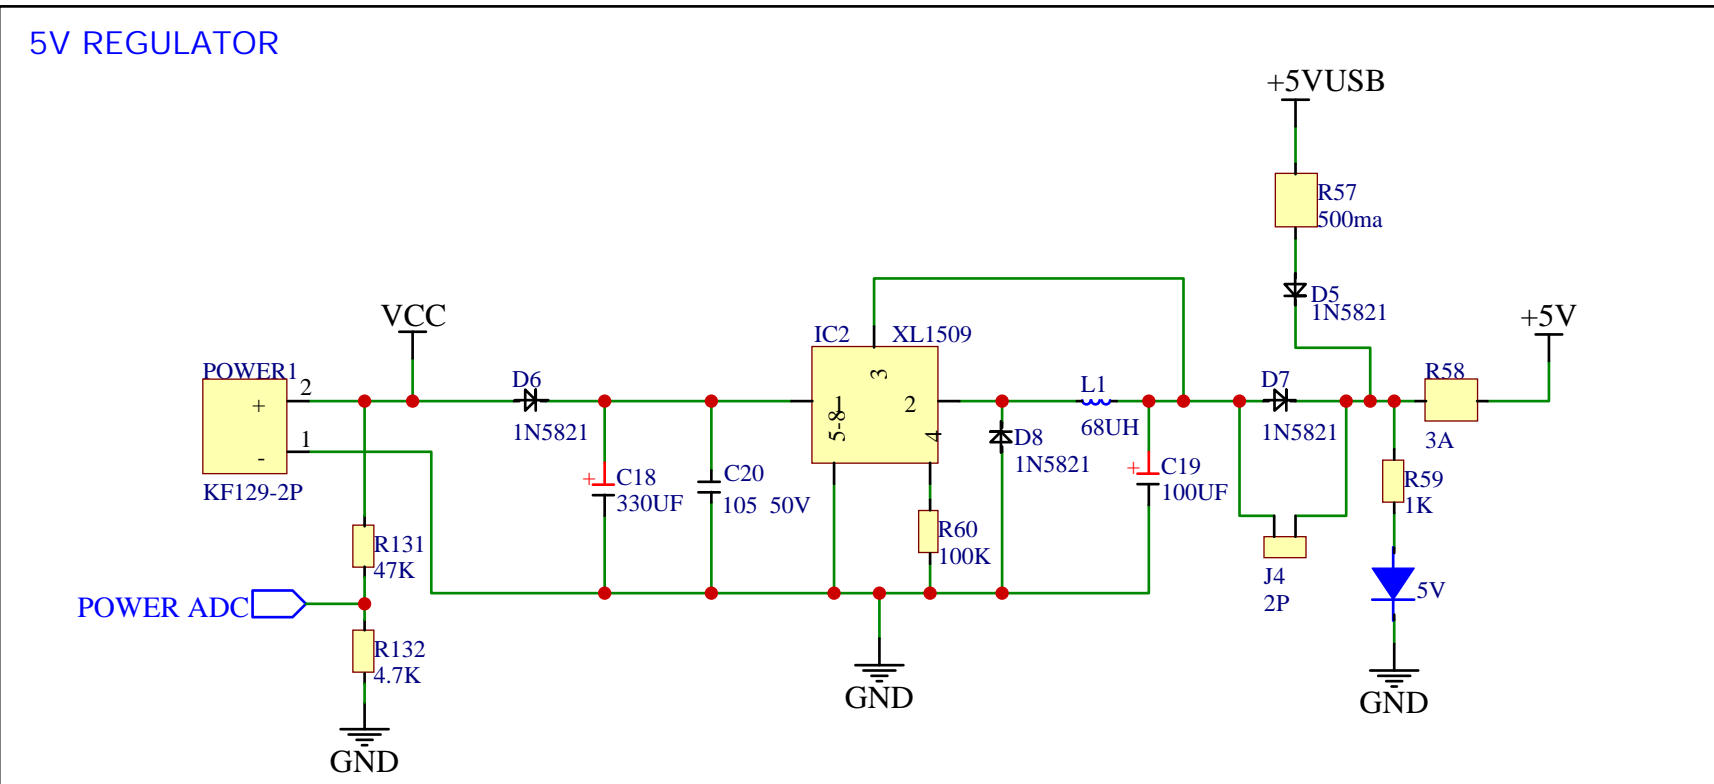 5V REGULATOR
+5VUSB
R57
500ma
D5
1N5821
VCC
+5V
IC2
XL1509
POWER1
2
+
1
-
KF129-2P
D6
1N5821
3
1
2
5-8
4
L1
68UH
D7
1N5821
R58
3A
D8
1N5821
C18
+
330UF
C20
105 50V
C19
+
100UF
R59
1K
R60
100K
R131
47K
J4
2P
5V
POWER ADC
R132
4.7K
GND
GND
GND